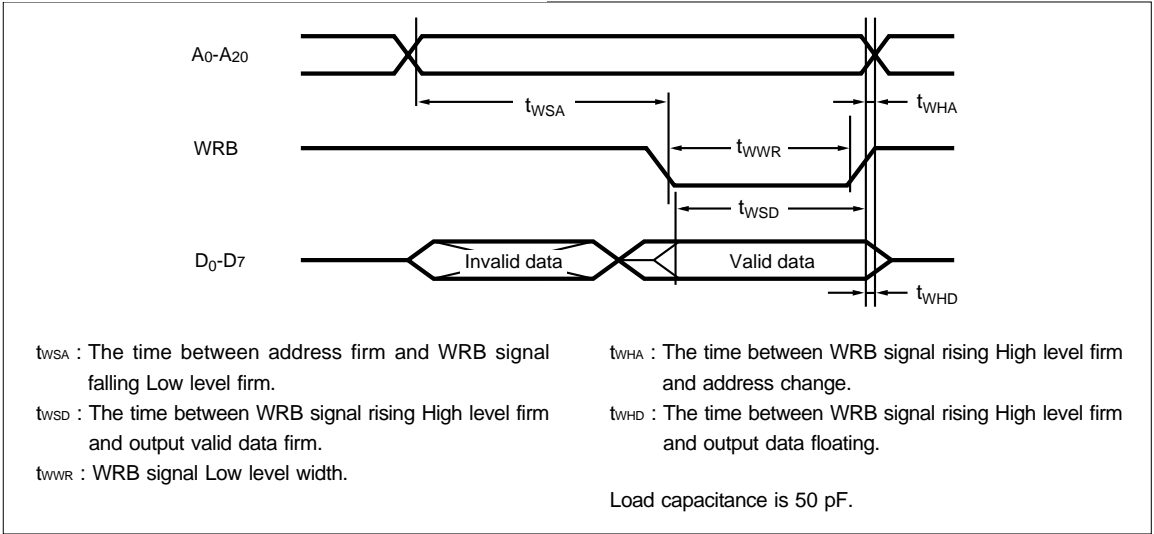 A0-A20
tWSA
tWHA
WRB
tWWR
tWSD
D0-D7
Invalid data
Valid data
tWHD
tWSA : The time between address firm and WRB signal
falling Low level firm.
tWSD : The time between WRB signal rising High level firm
and output valid data firm.
tWWR : WRB signal Low level width.
tWHA : The time between WRB signal rising High level firm
and address change.
tWHD : The time between WRB signal rising High level firm
and output data floating.
Load capacitance is 50 pF.